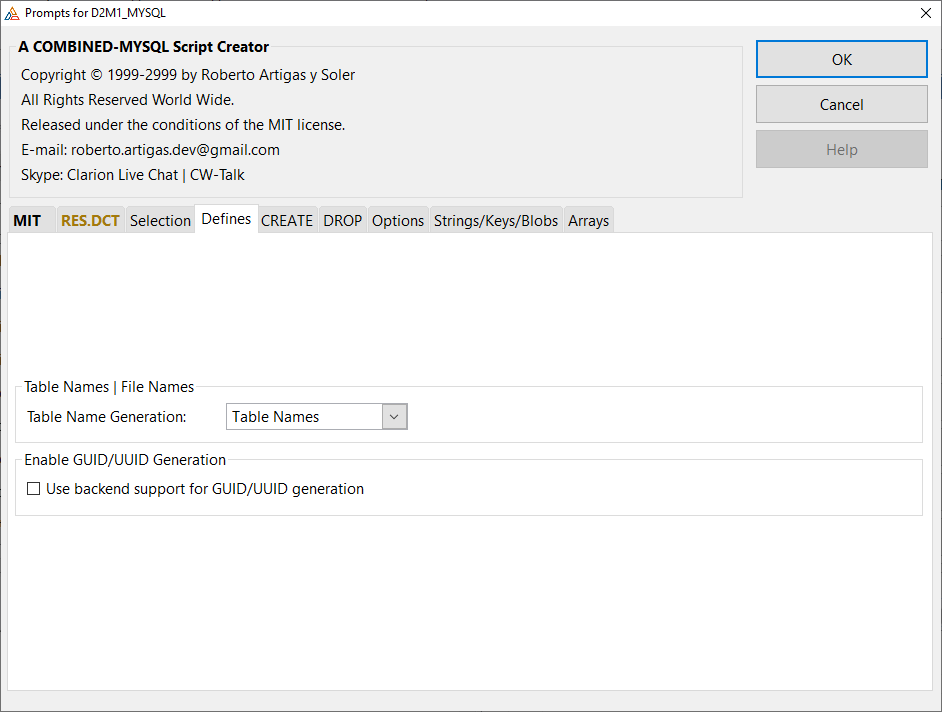 Prompts for D2M1_MYSQL
A COMBINED-MYSQL Script Creator
Copyright © 1999-2999 by Roberto Artigas y Soler
All Rights Reserved World Wide.
Released under the conditions of the MIT license.
E-mail: roberto.artigas.dev@gmail.com
Skype: Clarion Live Chat | CW-Talk
OK
Cancel
Help
MIT RES.DCT Selection Defines CREATE DROP Options Strings/Keys/Blobs Arrays
Table Names | File Names
Table Name Generation: Table Names
Enable GUID/UUID Generation
Use backend support for GUID/UUID generation